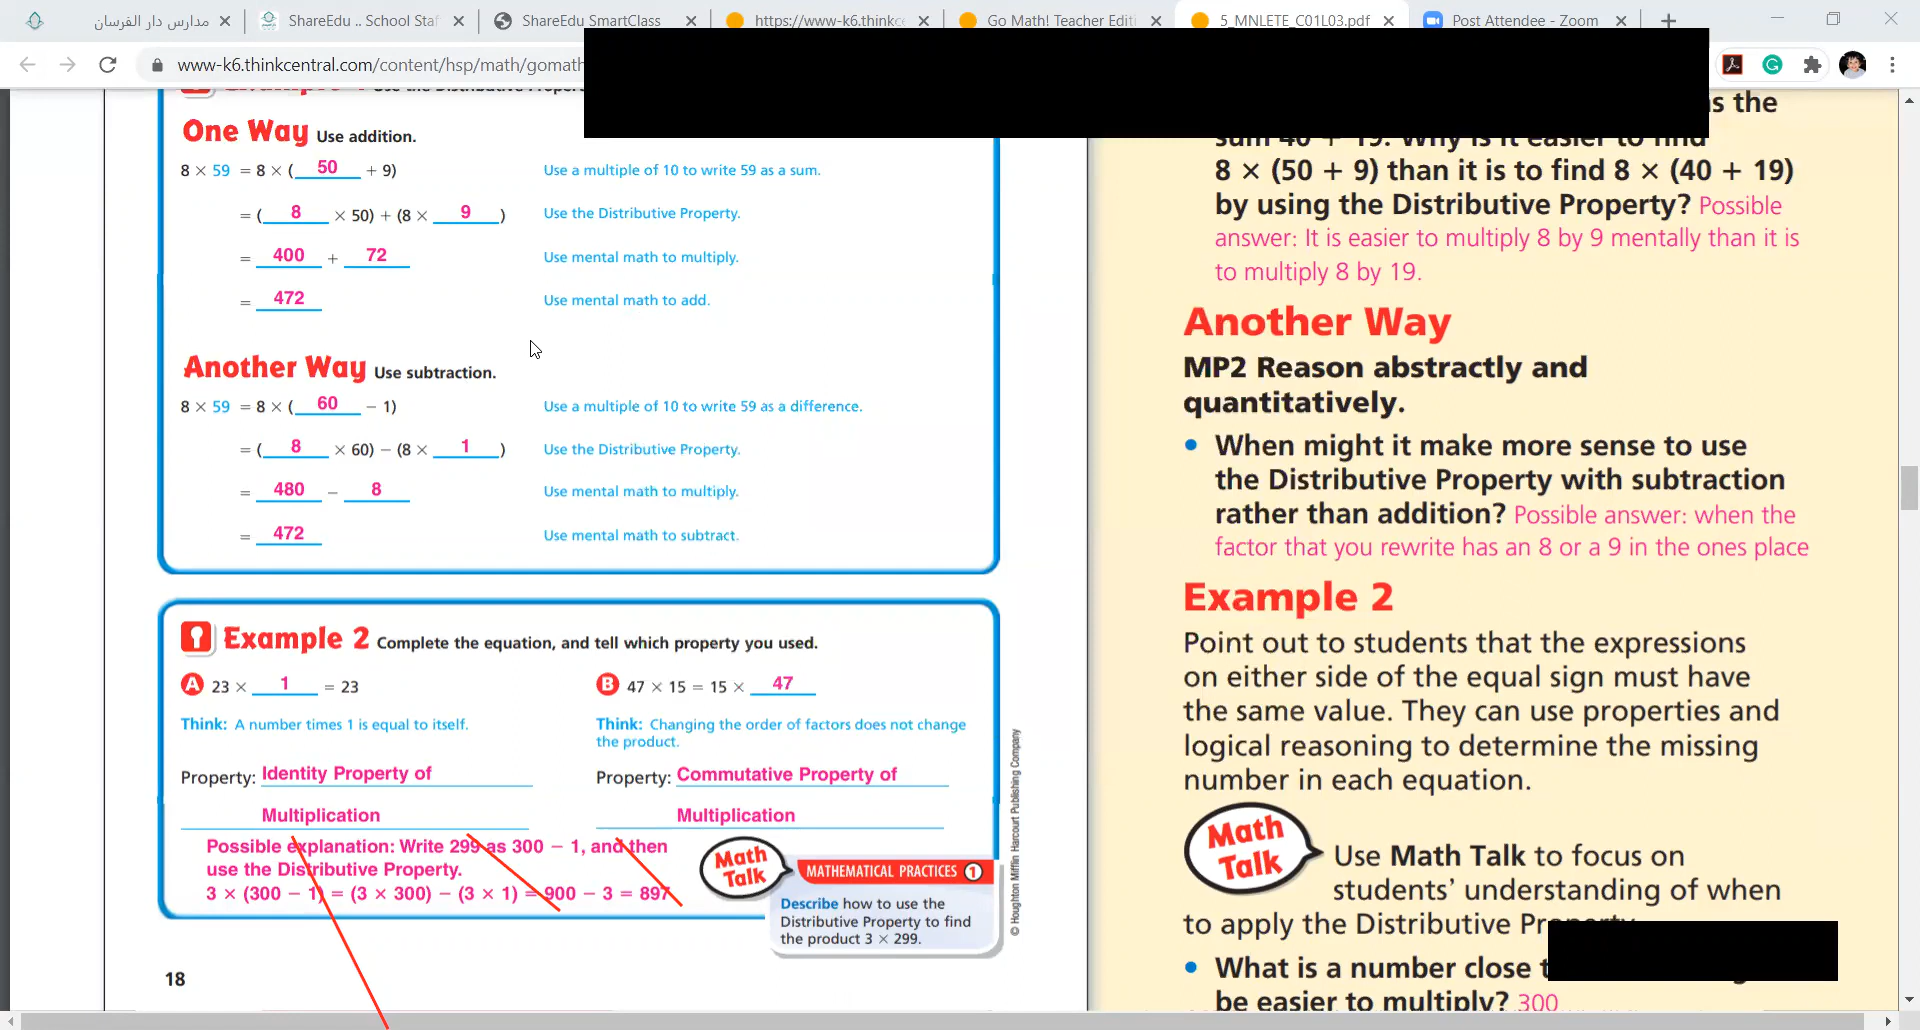 مدارس دار الفرسان
ShareEdu .. School Staf
ShareEdu SmartClass
https://www-k6.thinkce
Go Math! Teacher Editi
5_MNLETE_C01L03.pdf
Post Attendee - Zoom
www-k6.thinkcentral.com/content/hsp/math/gomath
One Way Use addition.
8 × 59 = 8 × ( 50 + 9) Use a multiple of 10 to write 59 as a sum.
= ( 8 × 50) + (8 × 9 ) Use the Distributive Property.
= 400 + 72 Use mental math to multiply.
= 472 Use mental math to add.
Another Way Use subtraction.
8 × 59 = 8 × ( 60 − 1) Use a multiple of 10 to write 59 as a difference.
= ( 8 × 60) − (8 × 1 ) Use the Distributive Property.
= 480 − 8 Use mental math to multiply.
= 472 Use mental math to subtract.
Example 2 Complete the equation, and tell which property you used.
A 23 × 1 = 23
Think: A number times 1 is equal to itself.
Property: Identity Property of
Multiplication
B 47 × 15 = 15 × 47
Think: Changing the order of factors does not change
the product.
Property: Commutative Property of
Multiplication
Possible explanation: Write 299 as 300 − 1, and then
use the Distributive Property.
3 × (300 − 1) = (3 × 300) − (3 × 1) = 900 − 3 = 897
Math
Talk
MATHEMATICAL PRACTICES 1
Describe how to use the
Distributive Property to find
the product 3 × 299.
© Houghton Mifflin Harcourt Publishing Company
18
the
sum 40 + 19. Why is it easier to find
8 × (50 + 9) than it is to find 8 × (40 + 19)
by using the Distributive Property? Possible
answer: It is easier to multiply 8 by 9 mentally than it is
to multiply 8 by 19.
Another Way
MP2 Reason abstractly and
quantitatively.
• When might it make more sense to use
the Distributive Property with subtraction
rather than addition? Possible answer: when the
factor that you rewrite has an 8 or a 9 in the ones place
Example 2
Point out to students that the expressions
on either side of the equal sign must have
the same value. They can use properties and
logical reasoning to determine the missing
number in each equation.
Math
Talk
Use Math Talk to focus on
students’ understanding of when
to apply the Distributive
• What is a number close
be easier to multiply? 300